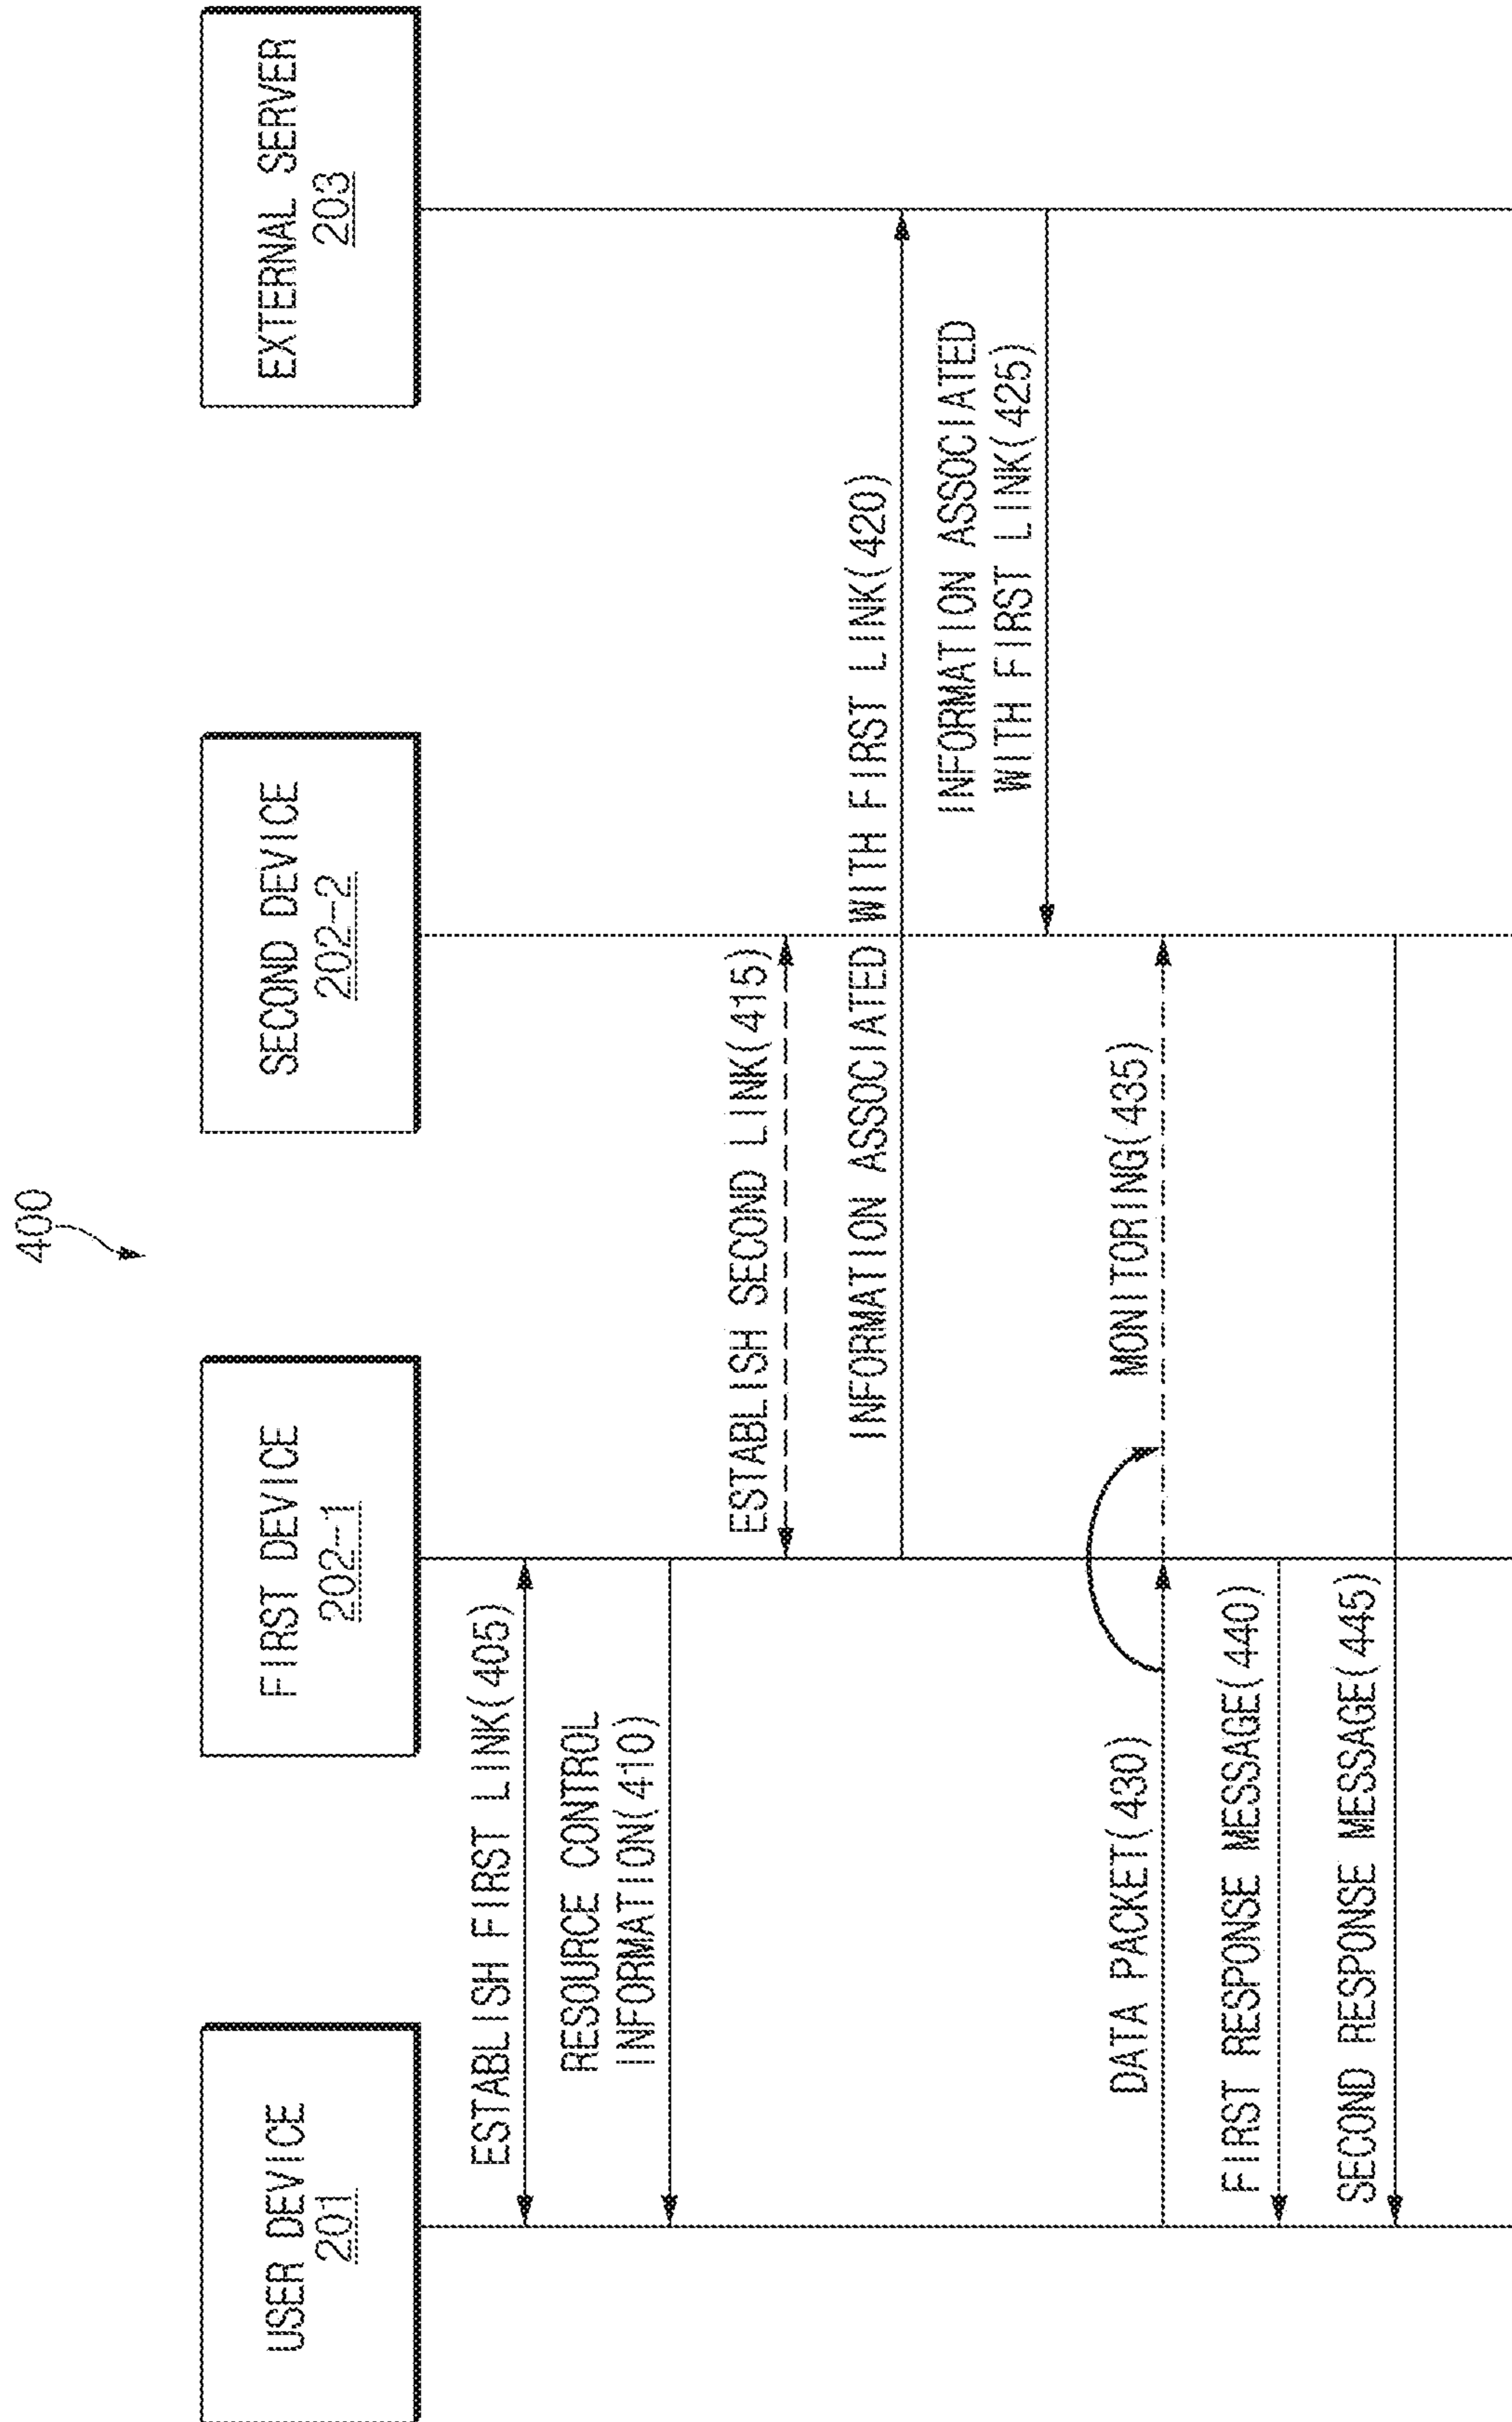 400
USER DEVICE
201
FIRST DEVICE
202-1
SECOND DEVICE
202-2
EXTERNAL SERVER
203
ESTABLISH FIRST LINK(405)
RESOURCE CONTROL
INFORMATION(410)
ESTABLISH SECOND LINK(415)
INFORMATION ASSOCIATED WITH FIRST LINK(420)
INFORMATION ASSOCIATED
WITH FIRST LINK(425)
DATA PACKET(430)
MONITORING(435)
FIRST RESPONSE MESSAGE(440)
SECOND RESPONSE MESSAGE(445)